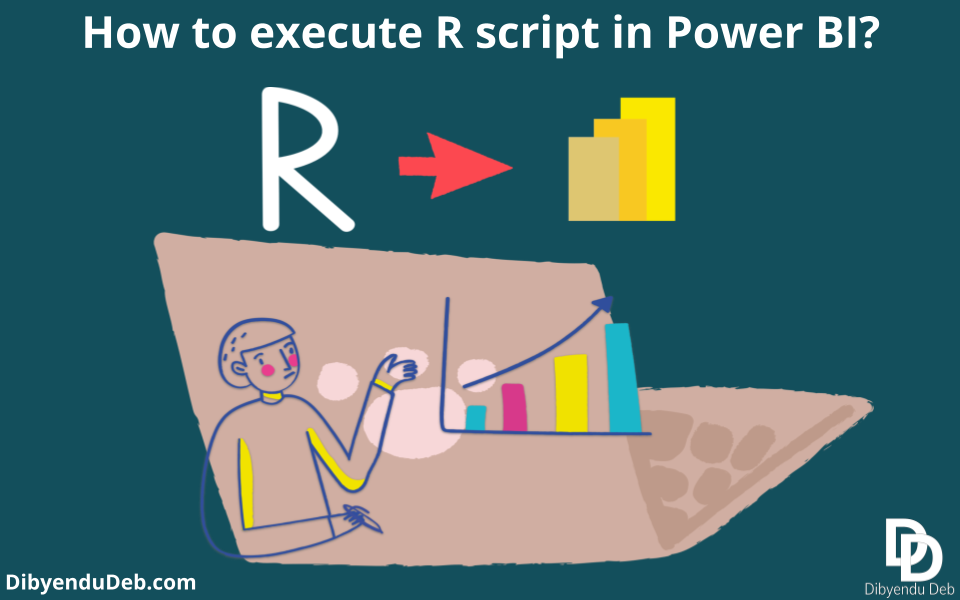 How to execute R script in Power BI?
R
DibyenduDeb.com
DD
Dibyendu Deb